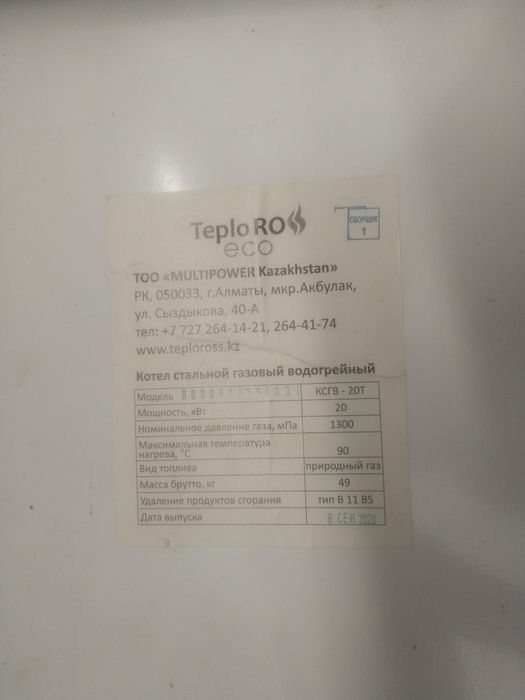 Teplo ROSS
eco
СБОРЩИК
1
ТОО «MULTIPOWER Kazakhstan»
РК, 050033, г.Алматы, мкр.Акбулак,
ул. Сыздыкова, 40-А
тел: +7 727 264-14-21, 264-41-74
www.teploross.kz
Котел стальной газовый водогрейный
Модель КСГВ - 20Т
Мощность, кВт 20
Номинальное давление газа, мПа 1300
Максимальная температура
нагрева, °С 90
Вид топлива природный газ
Масса брутто, кг 49
Удаление продуктов сгорания тип В 11 BS
Дата выпуска 8 СЕН 2020